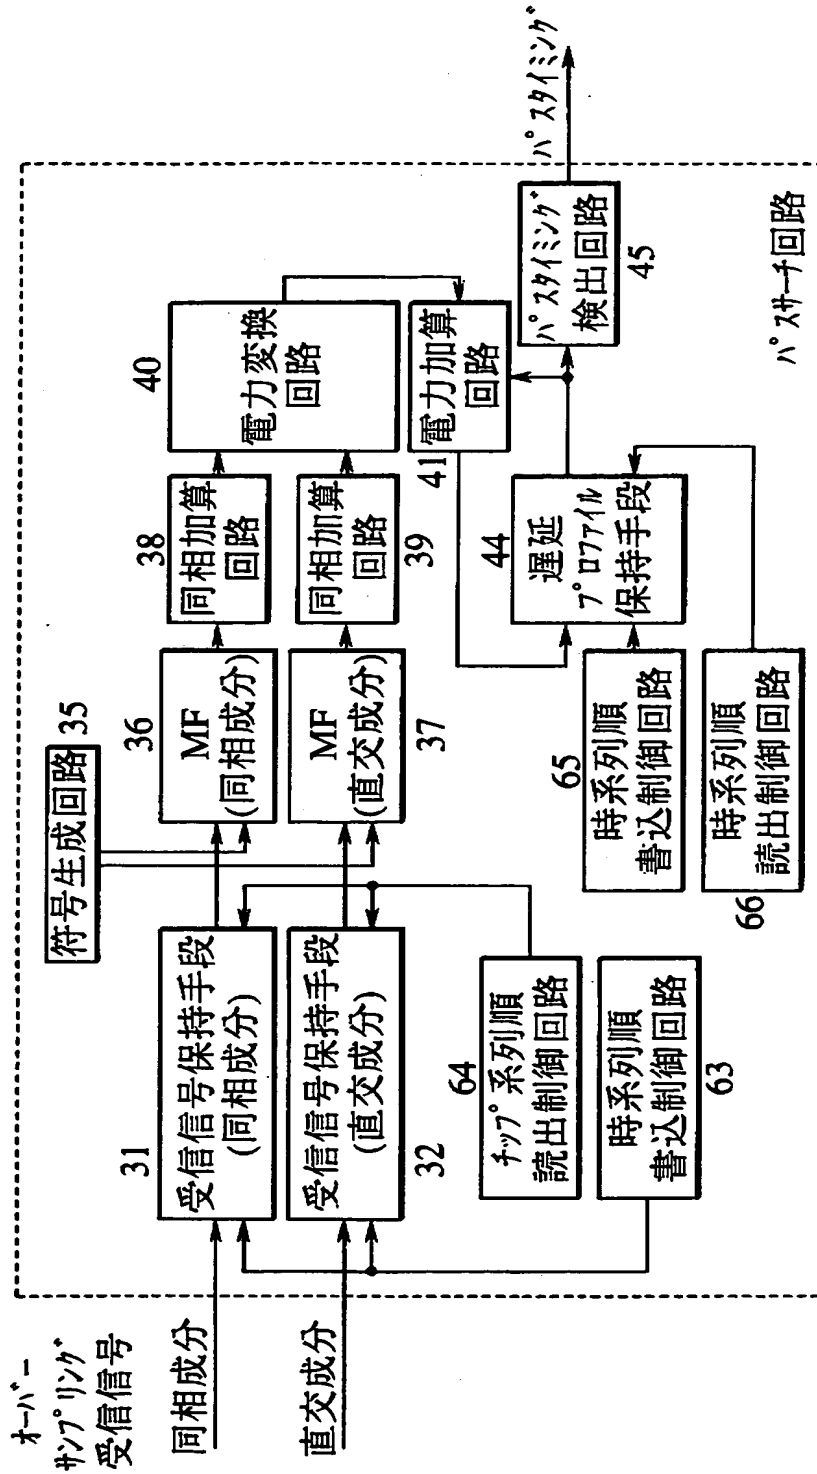 オーバー
サンプリング
受信信号
同相成分
直交成分
31
受信信号保持手段
(同相成分)
受信信号保持手段
(直交成分)
32
64
チップ系列順
読出制御回路
時系列順
書込制御回路
63
符号生成回路
35
36
MF
(同相成分)
MF
(直交成分)
37
38
同相加算
回路
同相加算
回路
39
40
電力変換
回路
41
電力加算
回路
44
遅延
プロファイル
保持手段
65
時系列順
書込制御回路
時系列順
読出制御回路
66
パスタイミング
検出回路
45
パスタイミング
パスサーチ回路